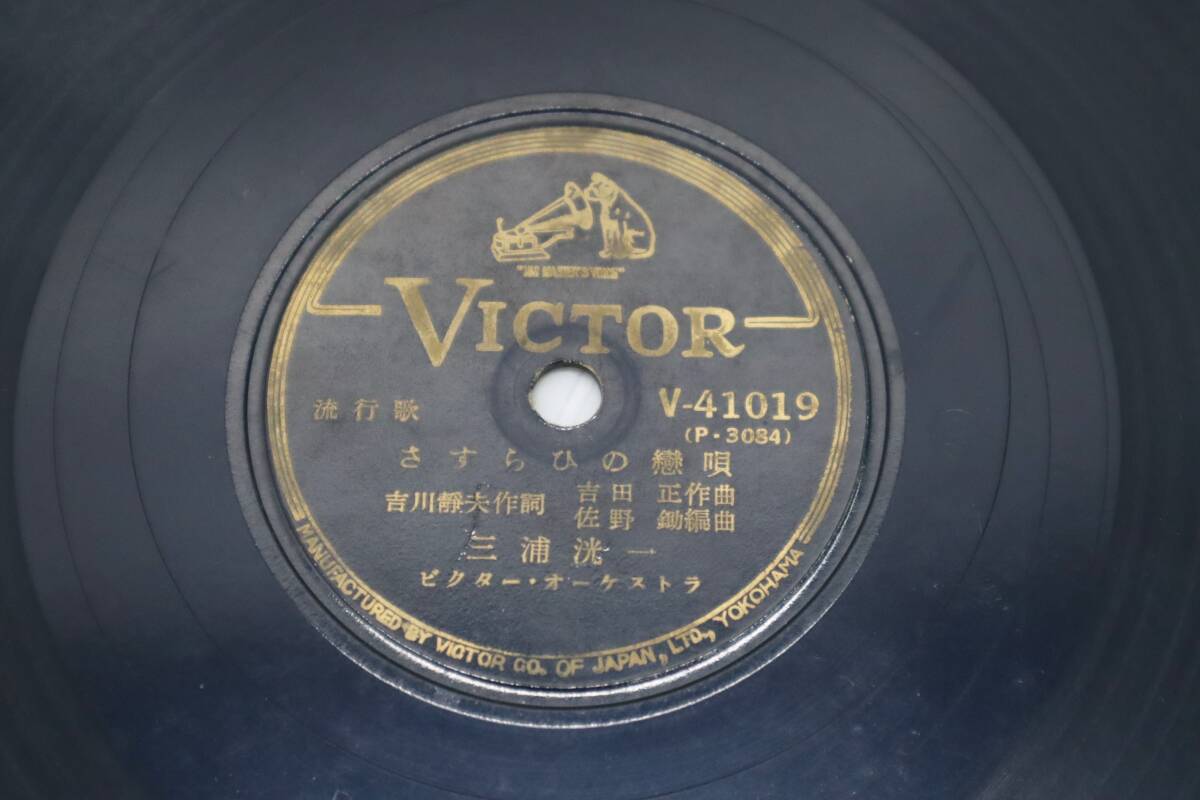 "HIS MASTER'S VOICE"
VICTOR
流行歌
V-41019
(P・3084)
さすらひの戀唄
吉川靜夫作詞
吉田 正作曲
佐野 鋤編曲
三浦洸一
ビクター・オーケストラ
MANUFACTURED BY VICTOR CO. OF JAPAN, LTD., YOKOHAMA